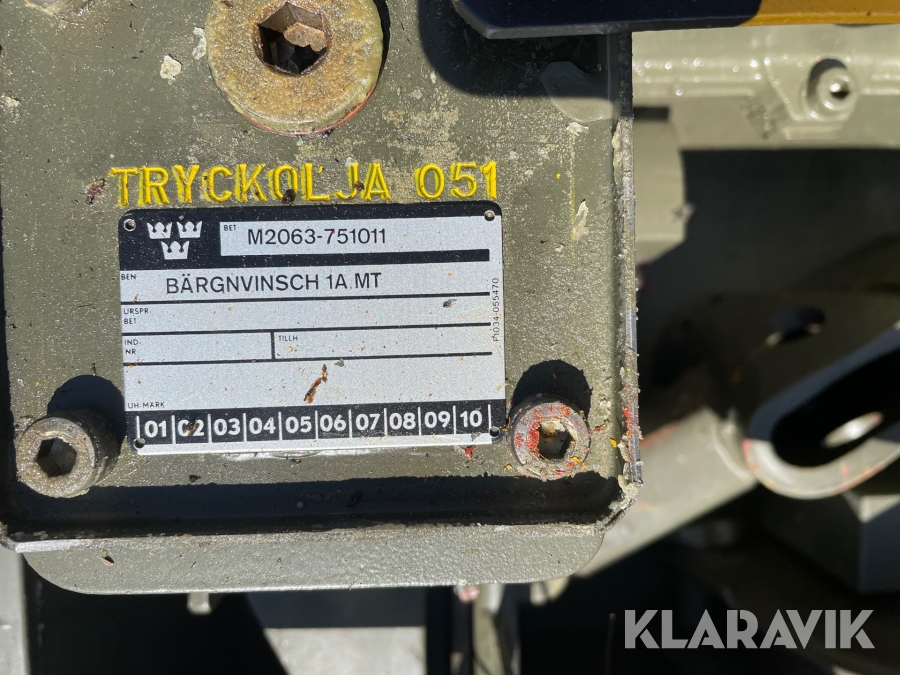 TRYCKOLJA 051
BET M2063-751011
BEN BÄRGNVINSCH 1A MT
URSPR. BET
IND-NR
TILLH
F1034-055470
UH-MARK
01 02 03 04 05 06 07 08 09 10
KLARAVIK